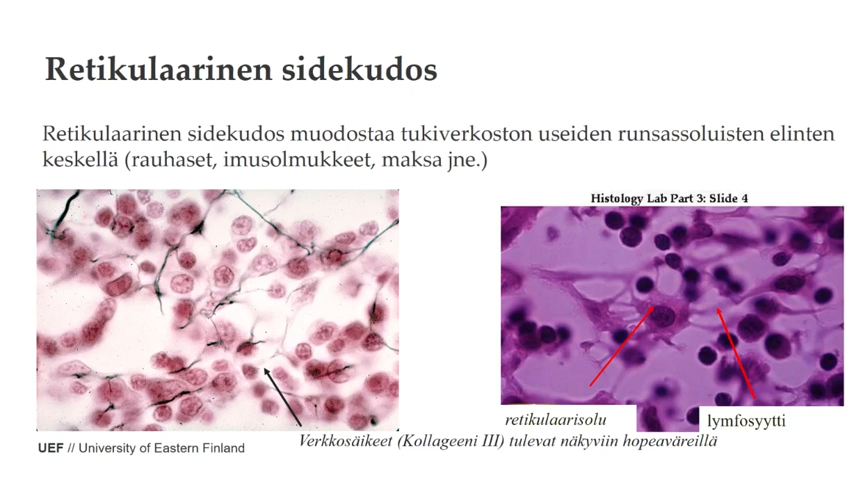 Retikulaarinen sidekudos
Retikulaarinen sidekudos muodostaa tukiverkoston useiden runsassoluisten elinten
keskellä (rauhaset, imusolmukkeet, maksa jne.)
Histology Lab Part 3: Slide 4
retikulaarisolu
lymfosyytti
Verkkosäikeet (Kollageeni III) tulevat näkyviin hopeaväreillä
UEF // University of Eastern Finland